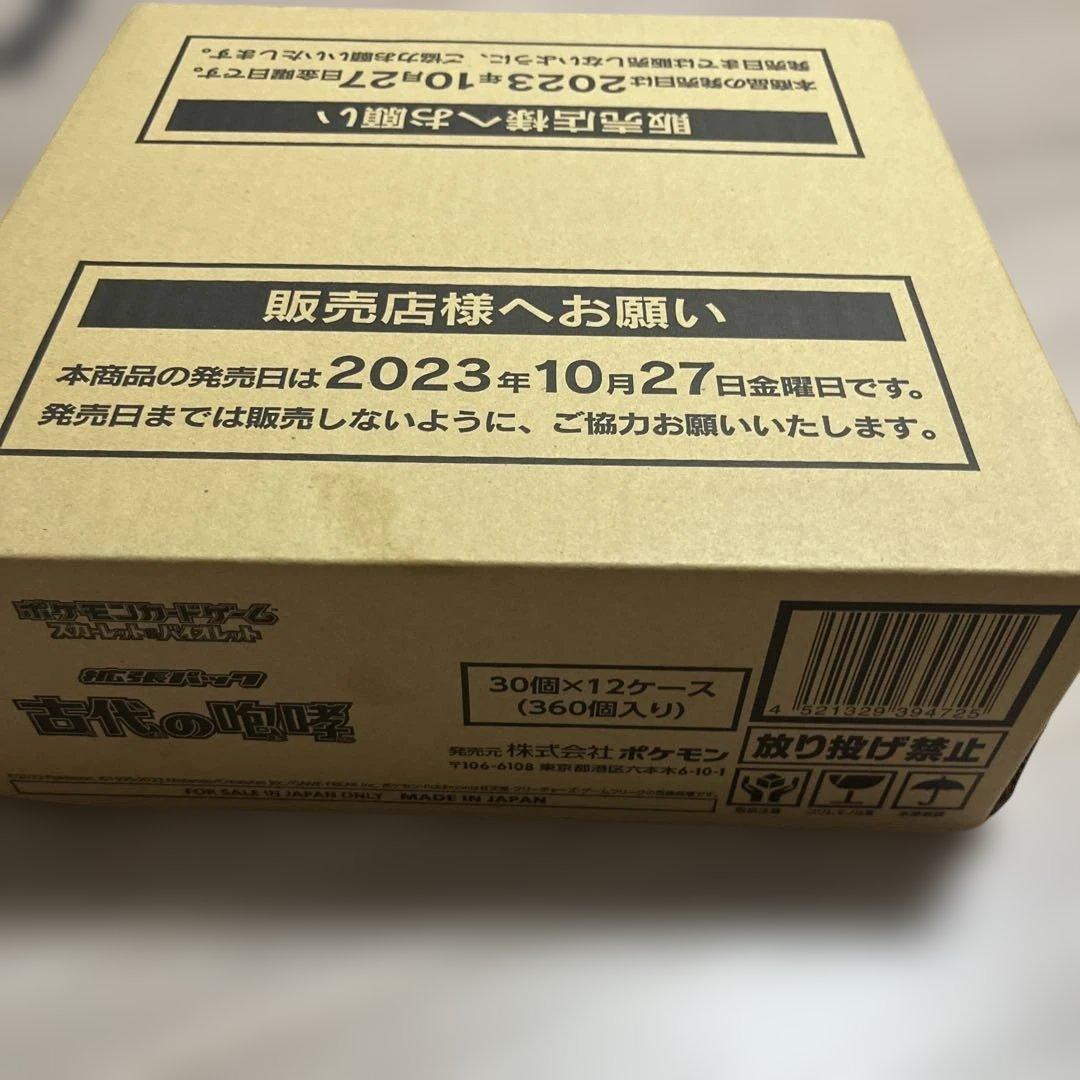 販売店様へお願い
本商品の発売日は2023年10月27日金曜日です。
発売日までは販売しないように、ご協力お願いいたします。
販売店様へお願い
本商品の発売日は2023年10月27日金曜日です。
発売日までは販売しないように、ご協力お願いいたします。
ポケモンカードゲーム
スカーレット&バイオレット
拡張パック
古代の咆哮
30個×12ケース
(360個入り)
発売元 株式会社 ポケモン
〒106-6108 東京都港区六本木6-10-1
FOR SALE IN JAPAN ONLY MADE IN JAPAN
4 521329 394725
放り投げ禁止
取扱注意
水濡厳禁